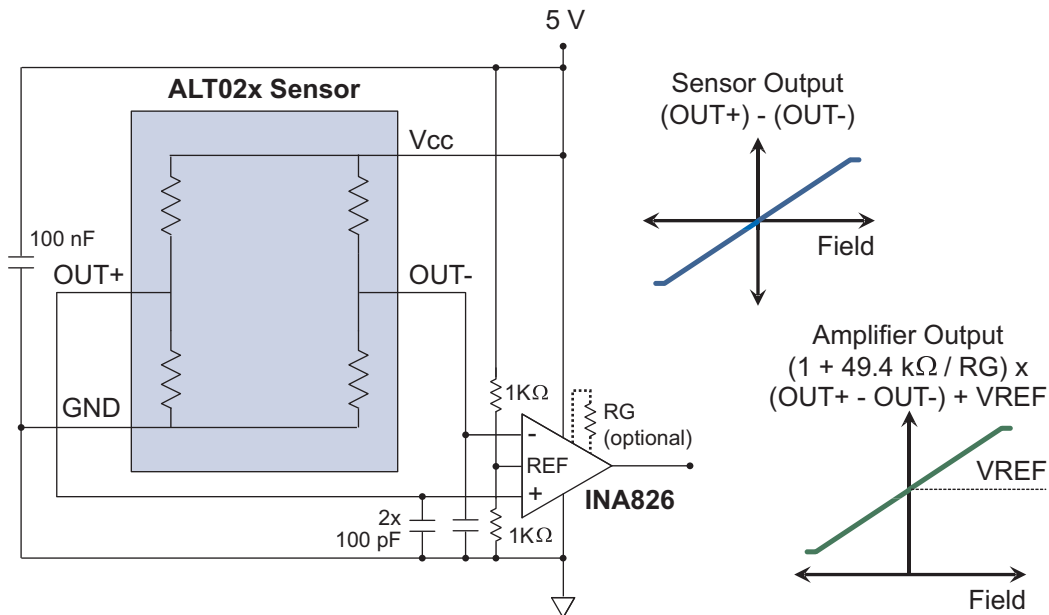 5 V
ALT02x Sensor
Vcc
100 nF
OUT+
OUT-
GND
1KΩ
RG
(optional)
-
REF
+
INA826
2x
100 pF
1KΩ
Sensor Output
(OUT+) - (OUT-)
Field
Amplifier Output
(1 + 49.4 kΩ / RG) x
(OUT+ - OUT-) + VREF
VREF
Field